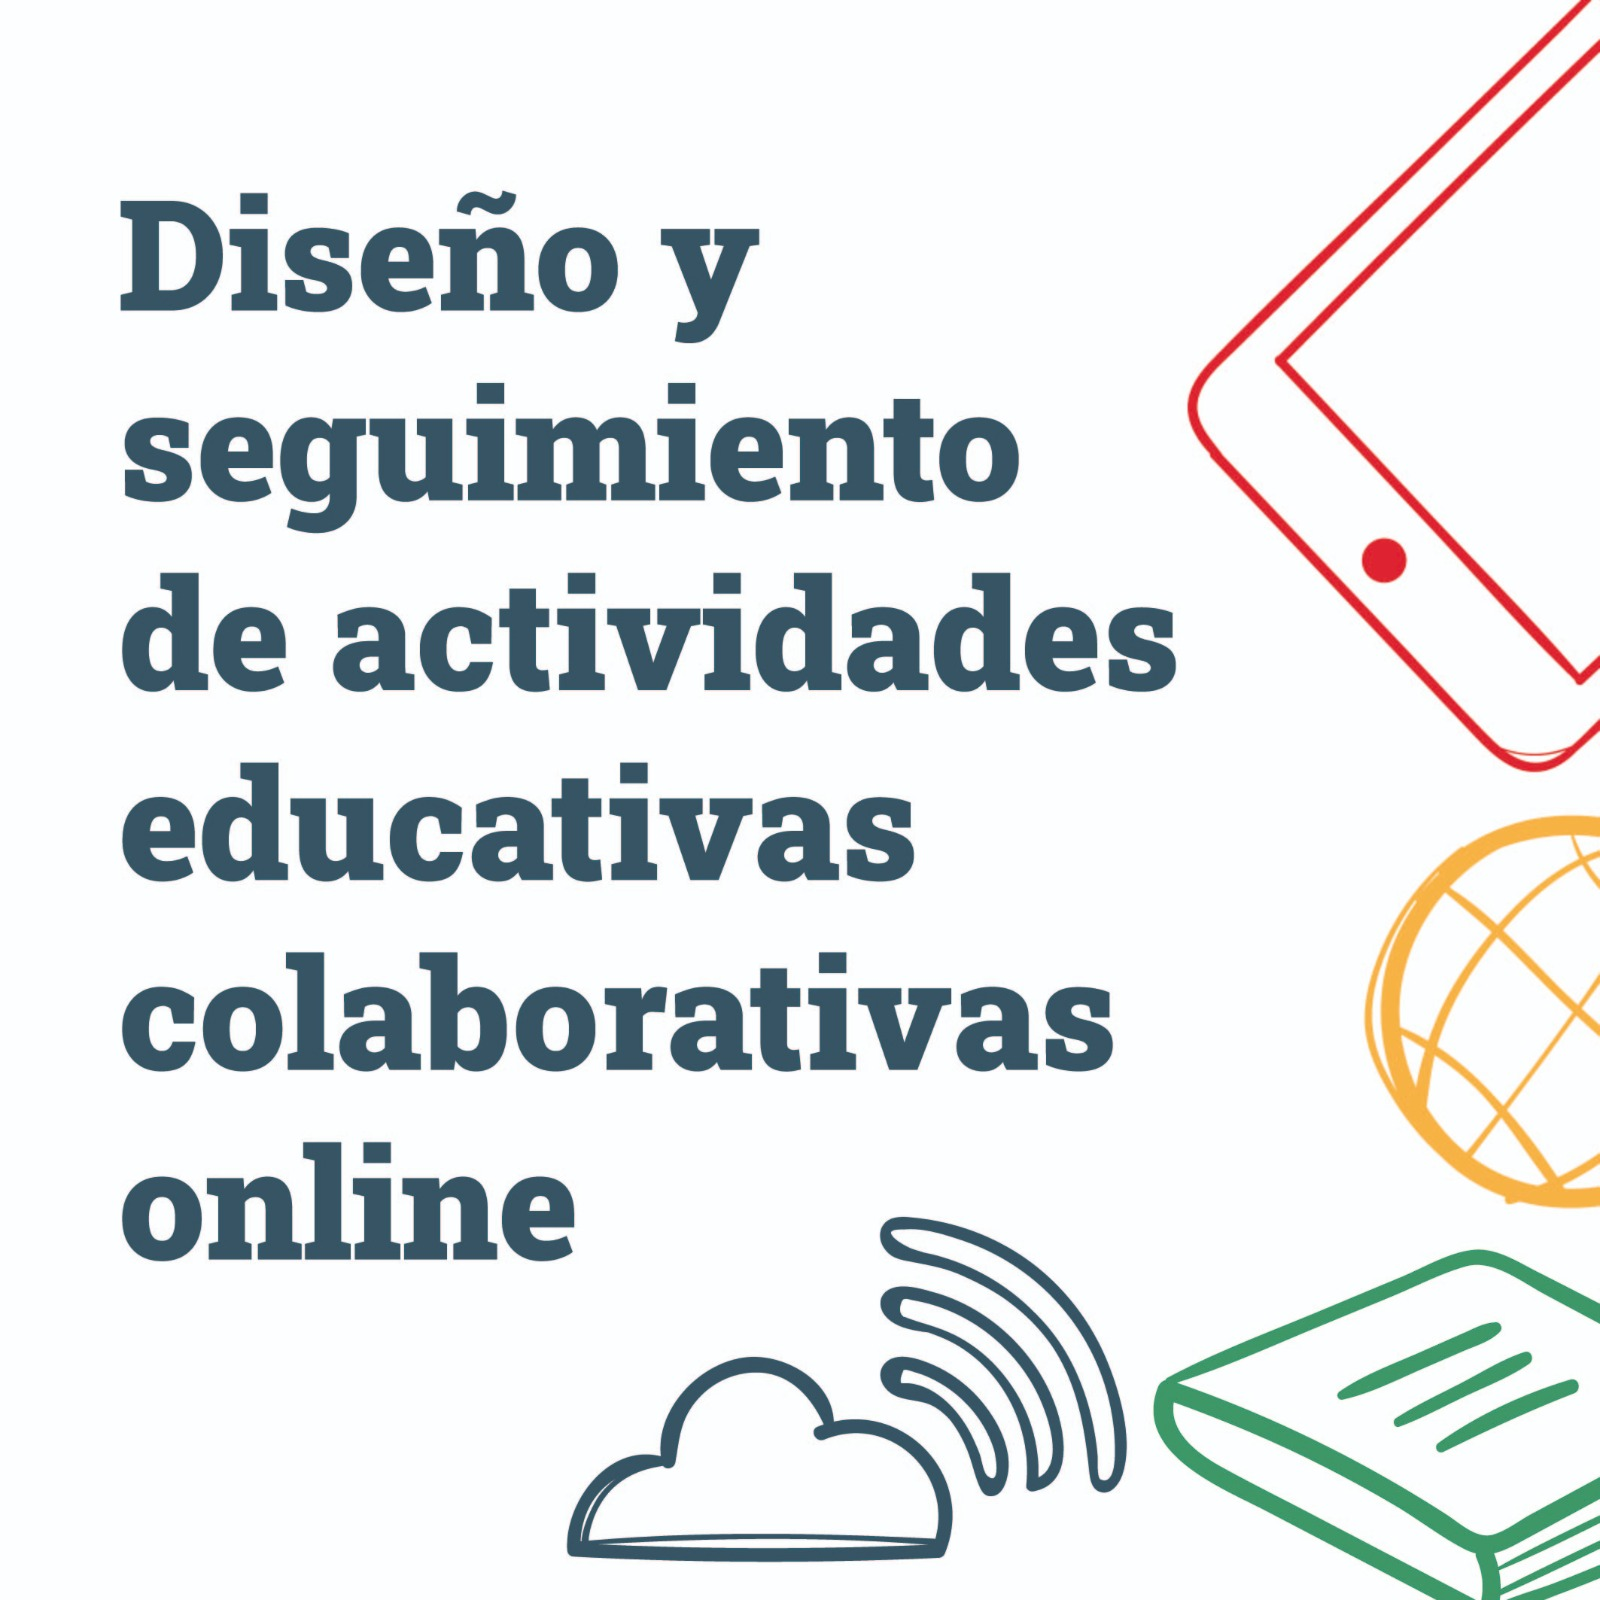 Diseño y
seguimiento
de actividades
educativas
colaborativas
online